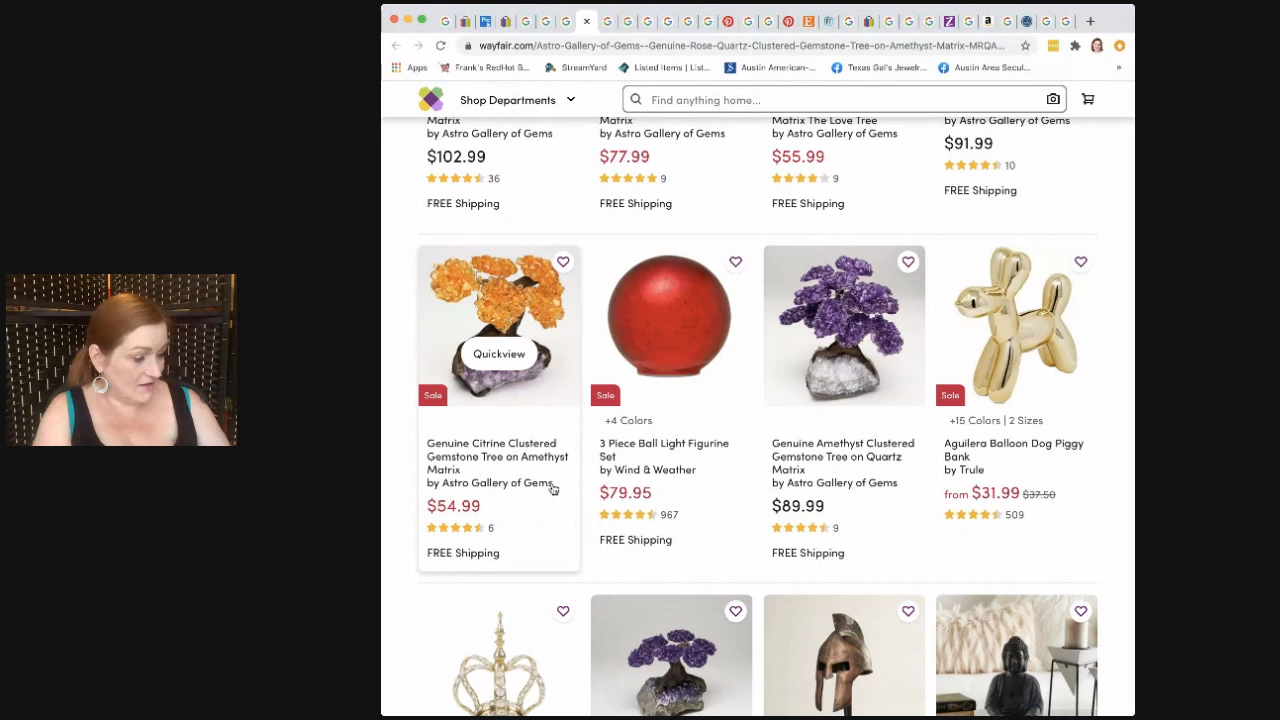 wayfair.com/Astro-Gallery-of-Gems--Genuine-Rose-Quartz-Clustered-Gemstone-Tree-on-Amethyst-Matrix-MRQA...
Apps Frank's RedHot B... StreamYard Listed Items | List... Austin American-... Texas Gal's Jewelr... Austin Area Secul... »
Shop Departments Find anything home...
Matrix
by Astro Gallery of Gems
$102.99
36
FREE Shipping
Matrix
by Astro Gallery of Gems
$77.99
9
FREE Shipping
Matrix The Love Tree
by Astro Gallery of Gems
$55.99
9
FREE Shipping
by Astro Gallery of Gems
$91.99
10
FREE Shipping
Quickview
Sale
Genuine Citrine Clustered
Gemstone Tree on Amethyst
Matrix
by Astro Gallery of Gems
$54.99
6
FREE Shipping
Sale
+4 Colors
3 Piece Ball Light Figurine
Set
by Wind & Weather
$79.95
967
FREE Shipping
Genuine Amethyst Clustered
Gemstone Tree on Quartz
Matrix
by Astro Gallery of Gems
$89.99
9
FREE Shipping
Sale
+15 Colors | 2 Sizes
Aguilera Balloon Dog Piggy
Bank
by Trule
from $31.99 $37.50
509